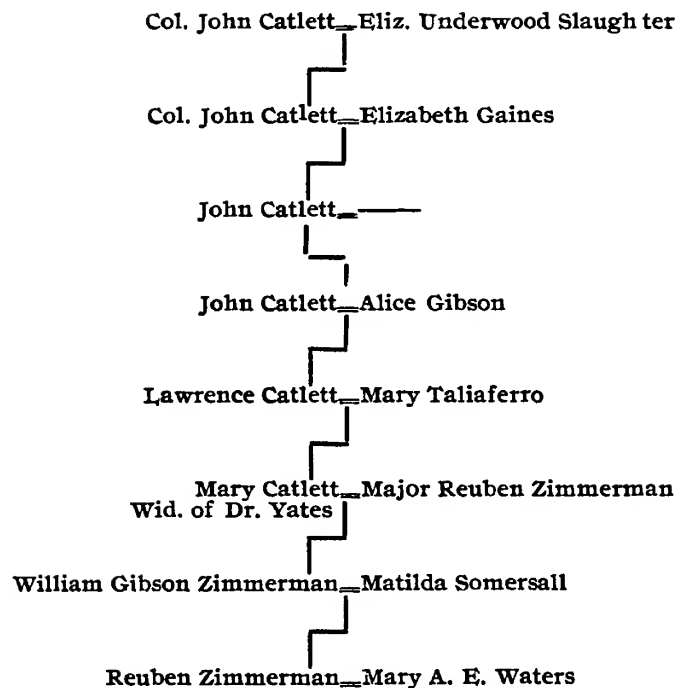 Col. John Catlett=Eliz. Underwood Slaugh ter
Col. John Catlett=Elizabeth Gaines
John Catlett=———
John Catlett=Alice Gibson
Lawrence Catlett=Mary Taliaferro
Mary Catlett=Major Reuben Zimmerman
Wid. of Dr. Yates
William Gibson Zimmerman=Matilda Somersall
Reuben Zimmerman=Mary A. E. Waters